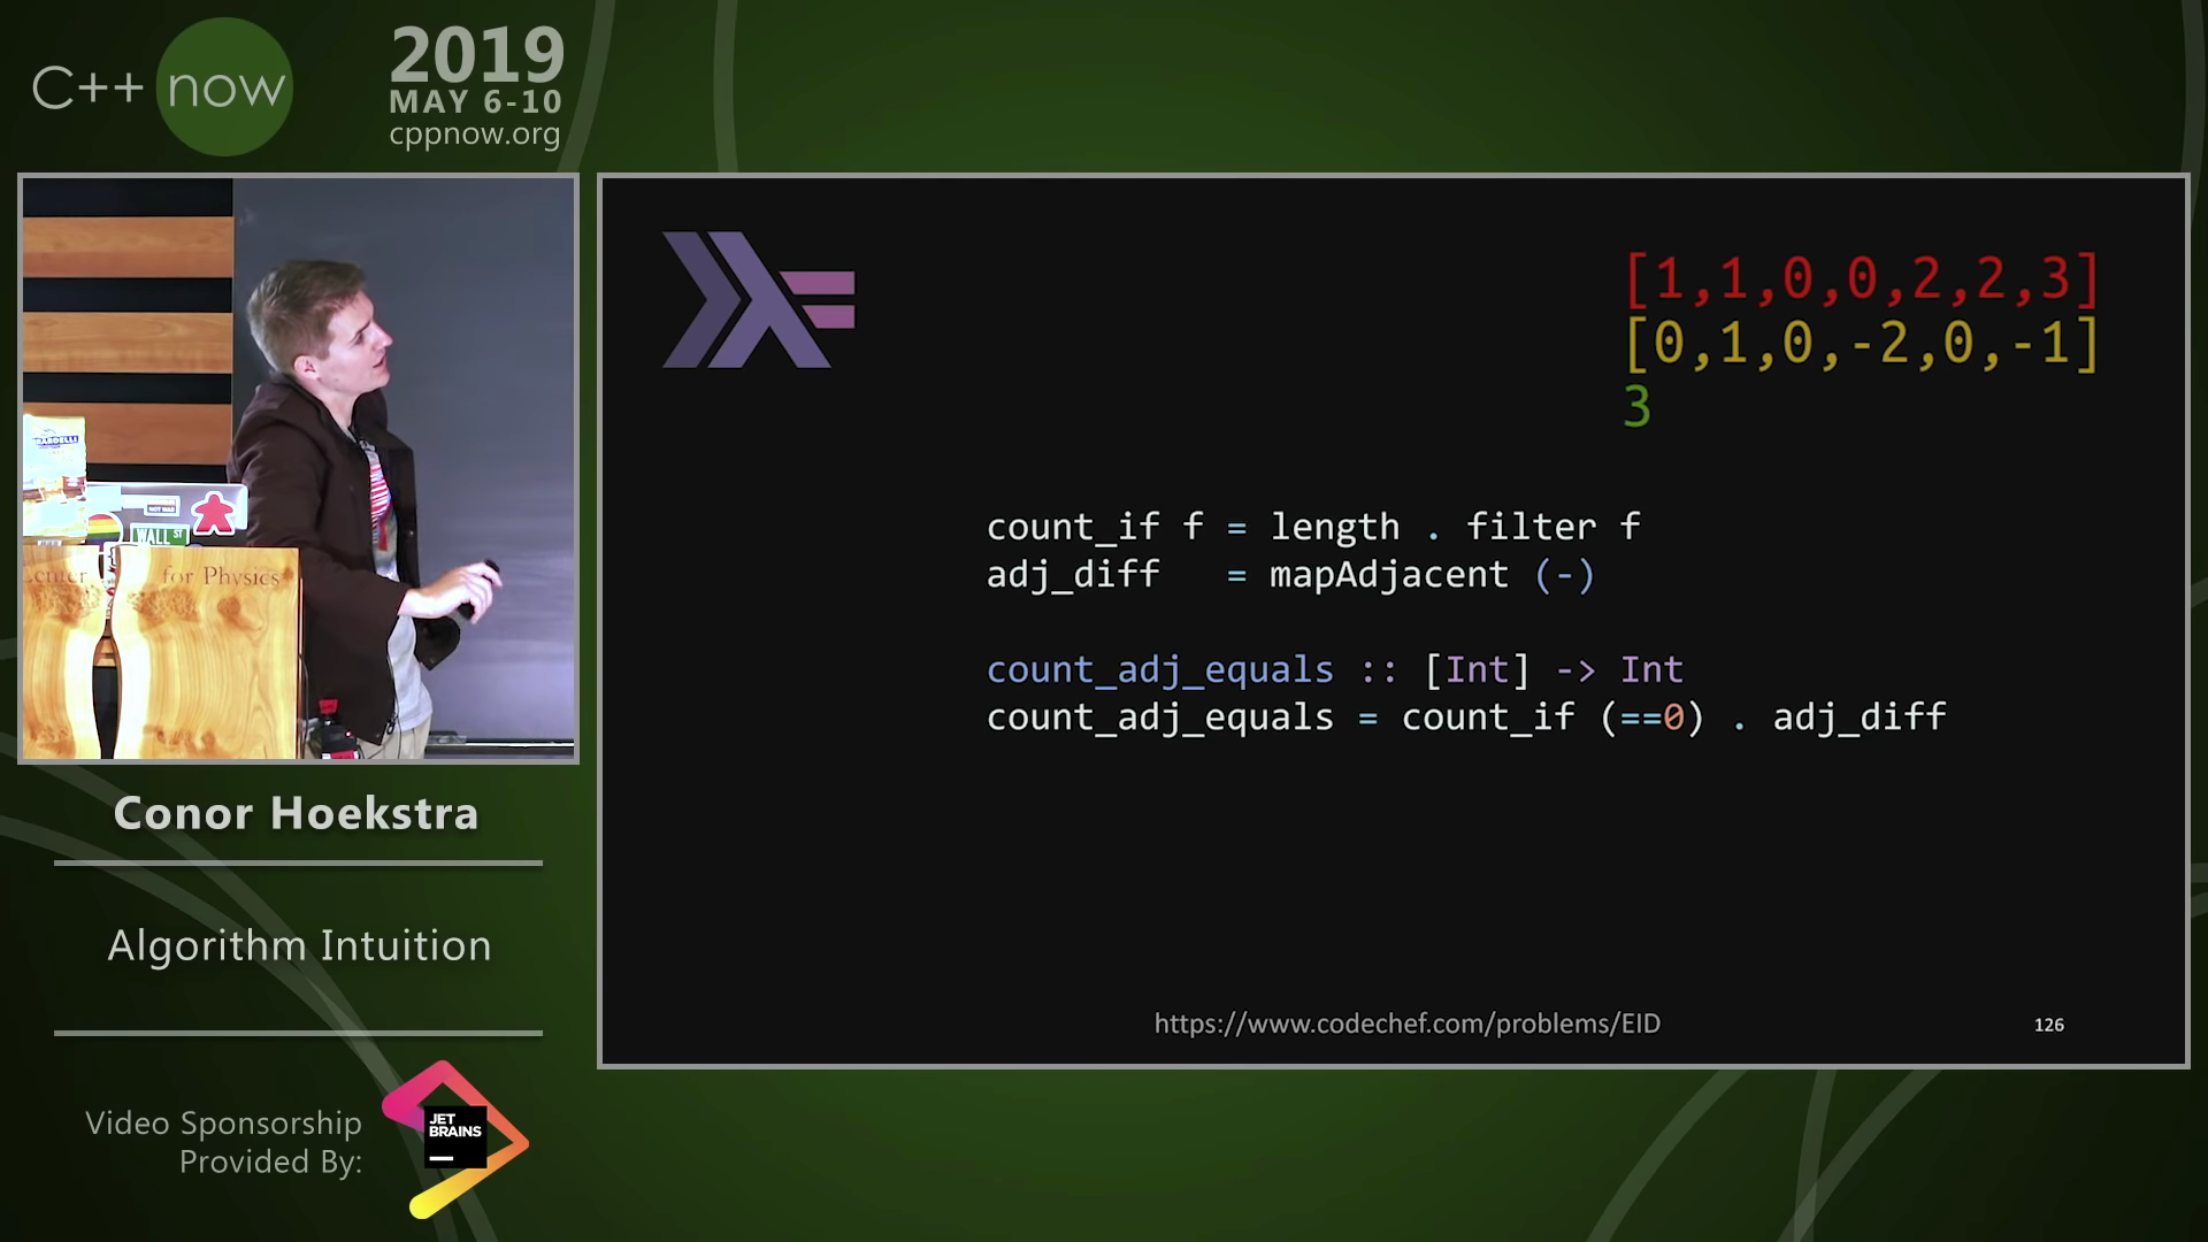 C++ now
2019
MAY 6-10
cppnow.org
WALL ST
for Physics
Conor Hoekstra
Algorithm Intuition
Video Sponsorship
Provided By:
JET
BRAINS
[1,1,0,0,2,2,3]
[0,1,0,-2,0,-1]
3
count_if f = length . filter f
adj_diff = mapAdjacent (-)
count_adj_equals :: [Int] -> Int
count_adj_equals = count_if (==0) . adj_diff
https://www.codechef.com/problems/EID
126